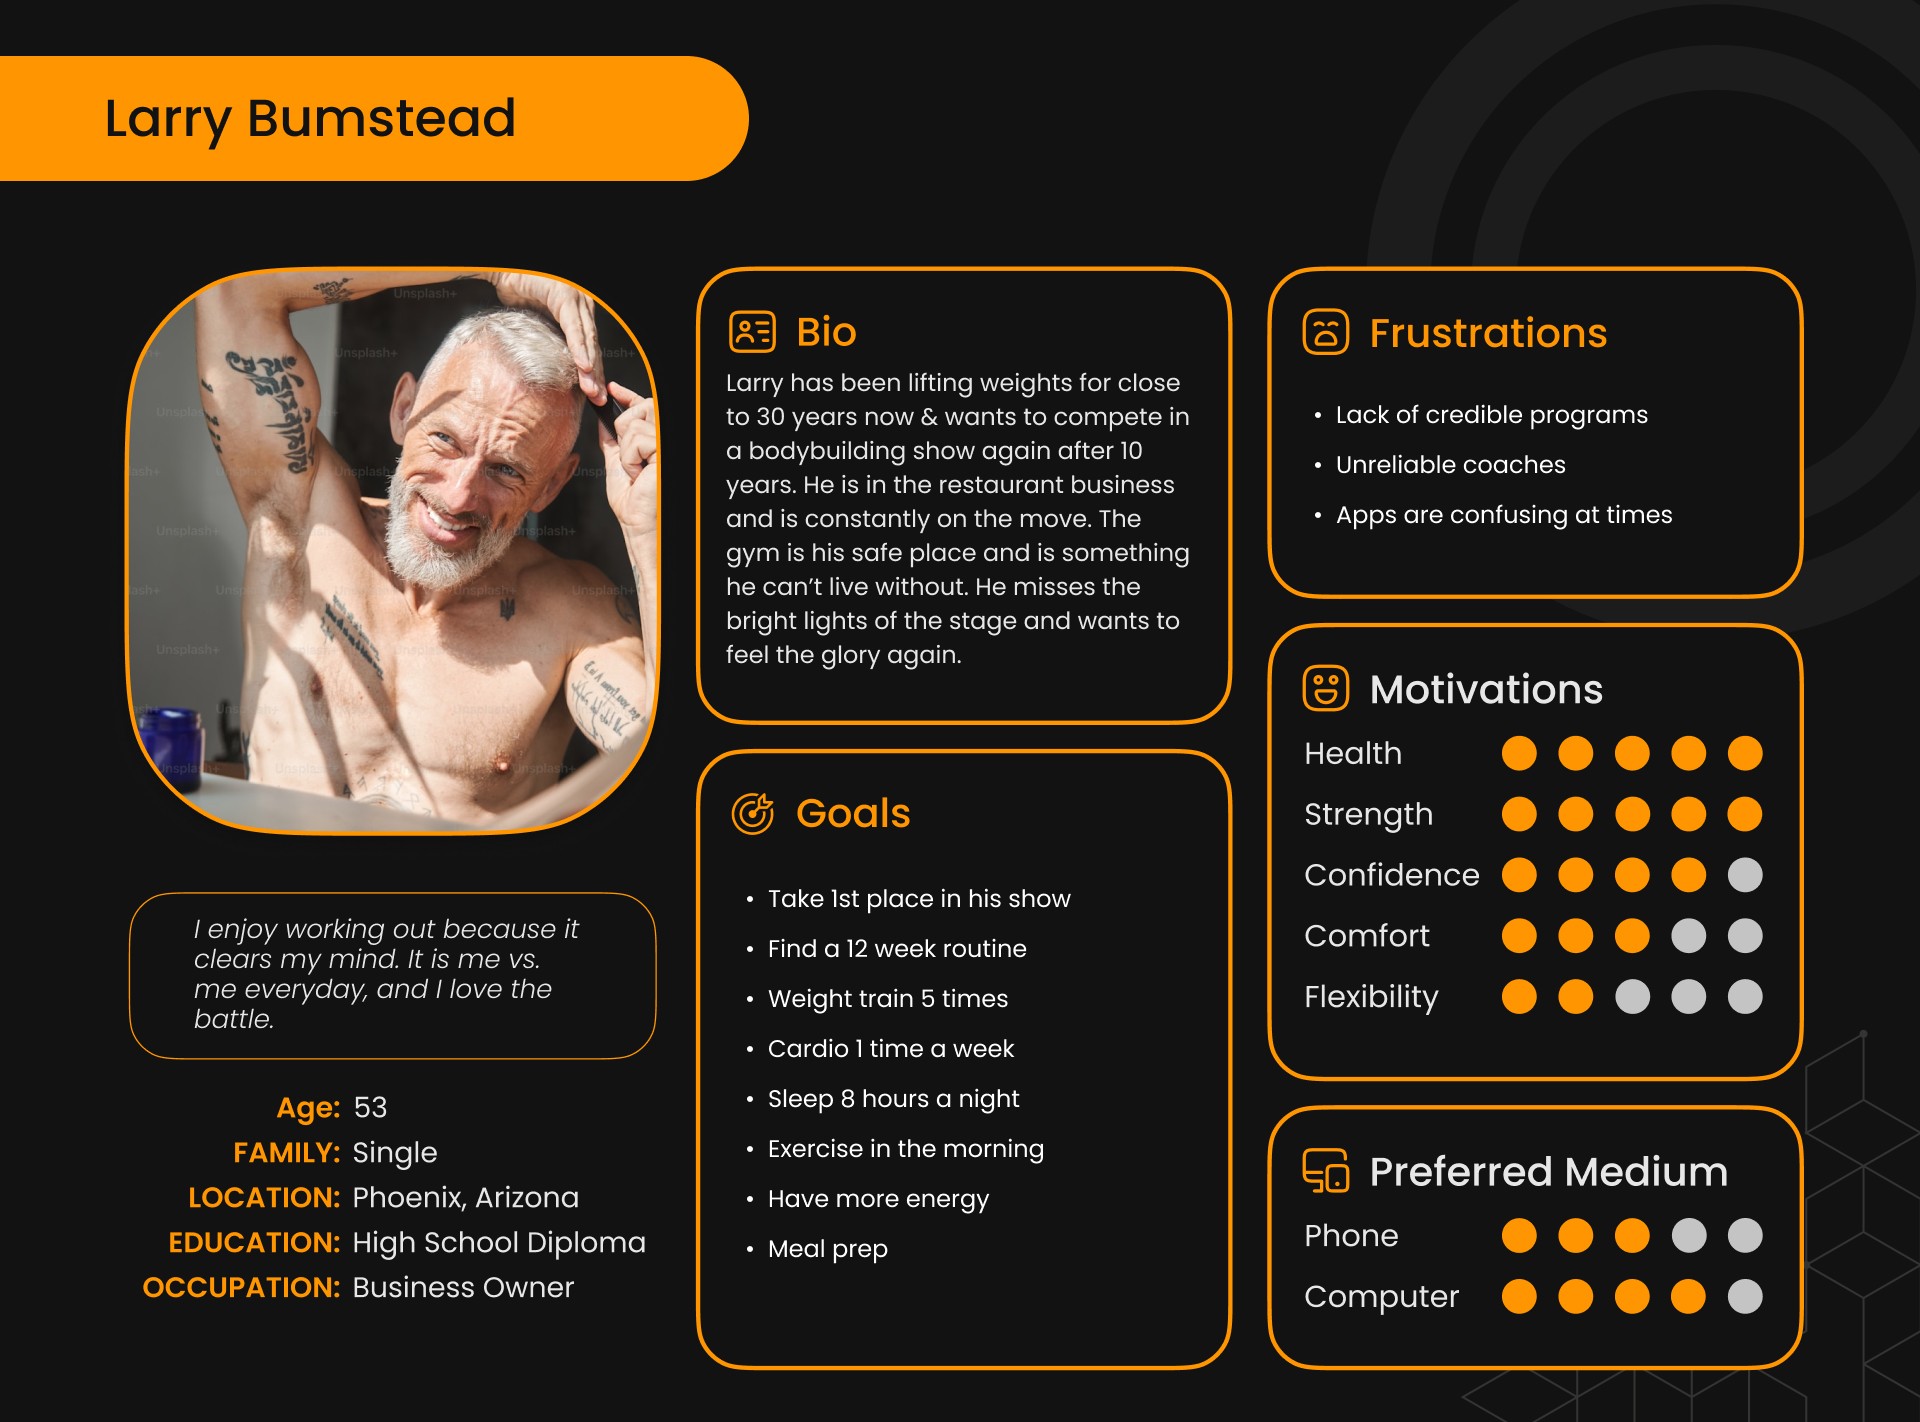 Larry Bumstead
Unsplash+
I enjoy working out because it
clears my mind. It is me vs.
me everyday, and I love the
battle.
Age: 53
FAMILY: Single
LOCATION: Phoenix, Arizona
EDUCATION: High School Diploma
OCCUPATION: Business Owner
Bio
Larry has been lifting weights for close
to 30 years now & wants to compete in
a bodybuilding show again after 10
years. He is in the restaurant business
and is constantly on the move. The
gym is his safe place and is something
he can’t live without. He misses the
bright lights of the stage and wants to
feel the glory again.
Goals
• Take 1st place in his show
• Find a 12 week routine
• Weight train 5 times
• Cardio 1 time a week
• Sleep 8 hours a night
• Exercise in the morning
• Have more energy
• Meal prep
Frustrations
• Lack of credible programs
• Unreliable coaches
• Apps are confusing at times
Motivations
Health
Strength
Confidence
Comfort
Flexibility
Preferred Medium
Phone
Computer